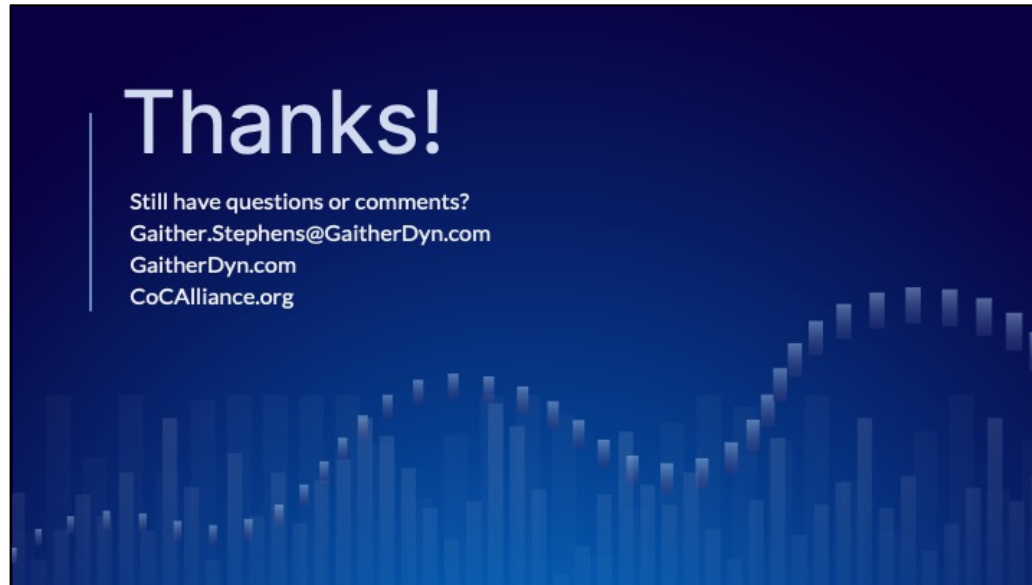 Thanks!
Still have questions or comments?
Gaither.Stephens@GaitherDyn.com
GaitherDyn.com
CoCAlliance.org